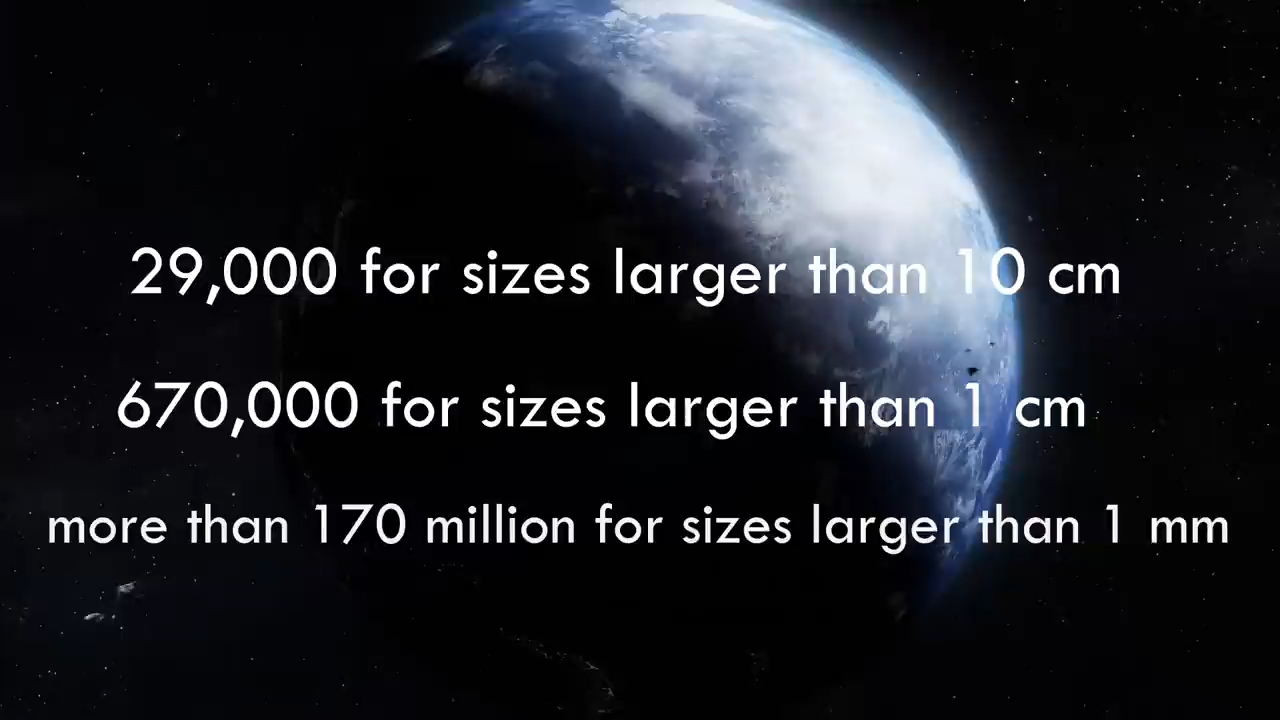 29,000 for sizes larger than 10 cm
670,000 for sizes larger than 1 cm
more than 170 million for sizes larger than 1 mm